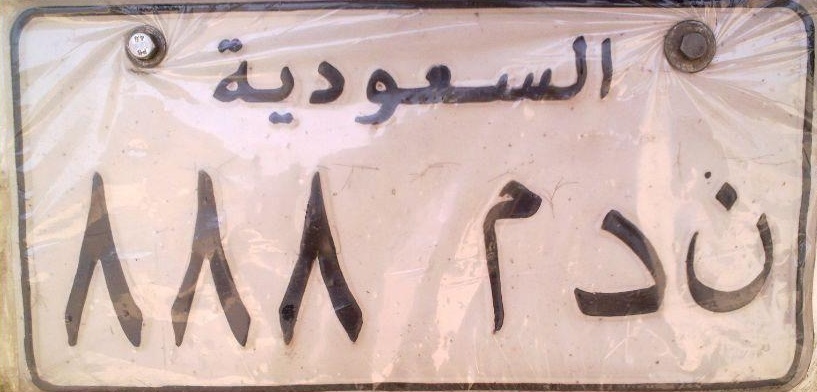 السعودية
ن د م ٨٨٨